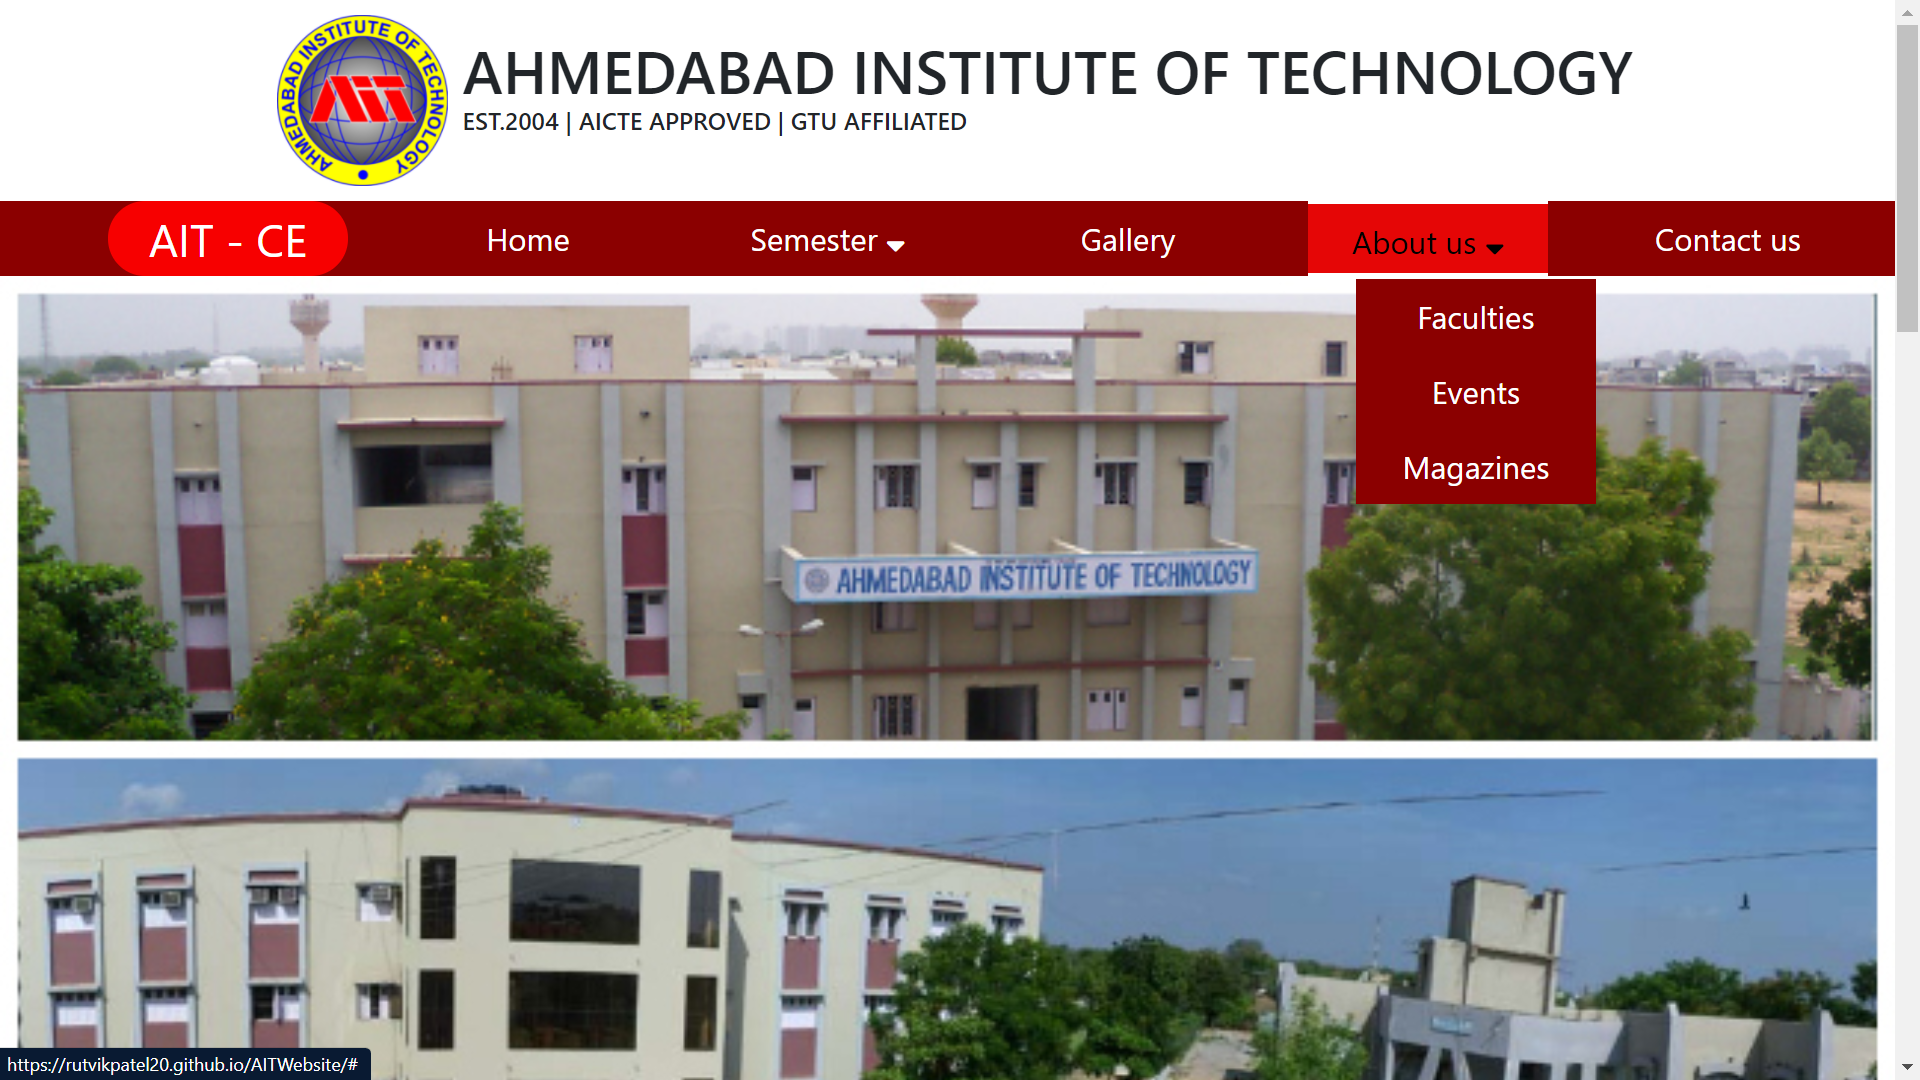 AHMEDABAD INSTITUTE OF TECHNOLOGY
AIT
AHMEDABAD INSTITUTE OF TECHNOLOGY
EST.2004 | AICTE APPROVED | GTU AFFILIATED
AIT - CE
Home
Semester
Gallery
About us
Contact us
Faculties
Events
Magazines
AHMEDABAD INSTITUTE OF TECHNOLOGY
https://rutvikpatel20.github.io/AITWebsite/#